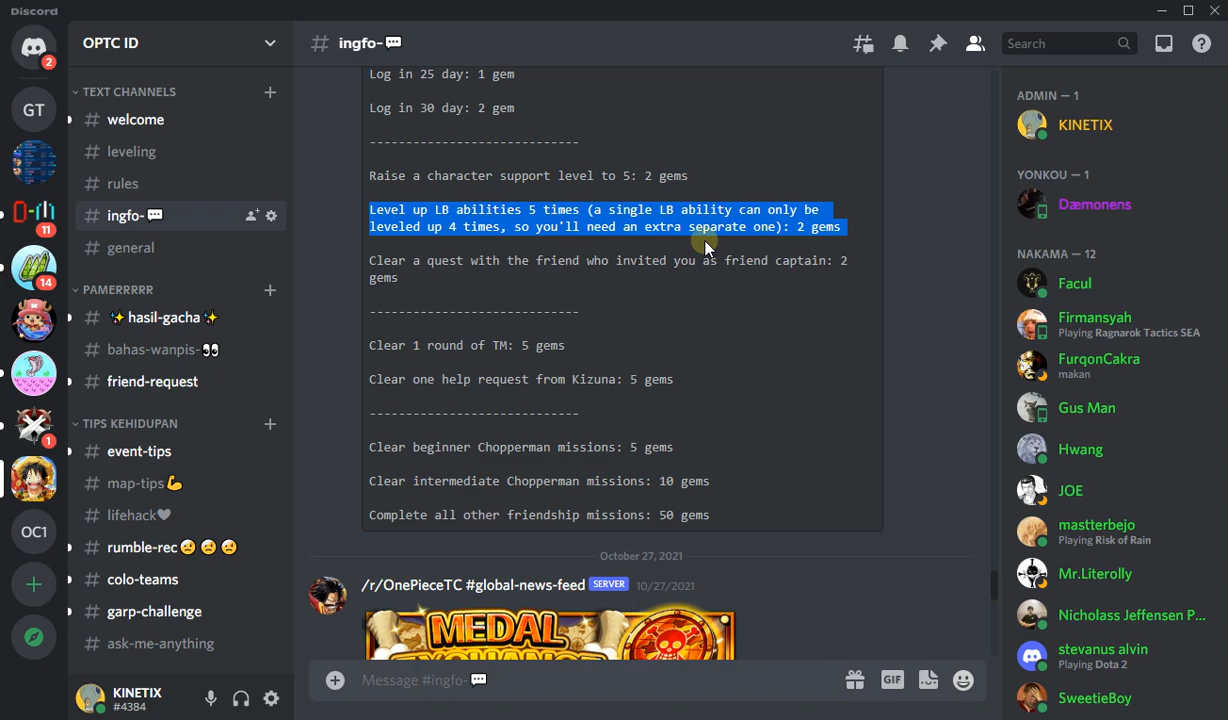 Discord
2
OPTC ID
# ingfo-💬
Search
GT
11
14
1
OC1
TEXT CHANNELS
# welcome
# leveling
# rules
# ingfo-💬
# general
PAMERRRRR
# ✨hasil-gacha✨
# bahas-wanpis-👀
# friend-request
TIPS KEHIDUPAN
# event-tips
# map-tips💪
# lifehack🖤
# rumble-rec🤕🤕🤕
# colo-teams
# garp-challenge
# ask-me-anything
KINETIX
#4384
Log in 25 day: 1 gem
Log in 30 day: 2 gem
-----------------------------
Raise a character support level to 5: 2 gems
Level up LB abilities 5 times (a single LB ability can only be
leveled up 4 times, so you'll need an extra separate one): 2 gems
Clear a quest with the friend who invited you as friend captain: 2
gems
-----------------------------
Clear 1 round of TM: 5 gems
Clear one help request from Kizuna: 5 gems
-----------------------------
Clear beginner Chopperman missions: 5 gems
Clear intermediate Chopperman missions: 10 gems
Complete all other friendship missions: 50 gems
October 27, 2021
/r/OnePieceTC #global-news-feed SERVER 10/27/2021
MEDAL
EXCHANGE
Message #ingfo-💬
GIF
ADMIN — 1
KINETIX
YONKOU — 1
Dæmonens
NAKAMA — 12
Facul
Firmansyah
Playing Ragnarok Tactics SEA
FurqonCakra
makan
Gus Man
Hwang
JOE
mastterbejo
Playing Risk of Rain
Mr.Literolly
Nicholass Jeffensen P...
stevanus alvin
Playing Dota 2
SweetieBoy